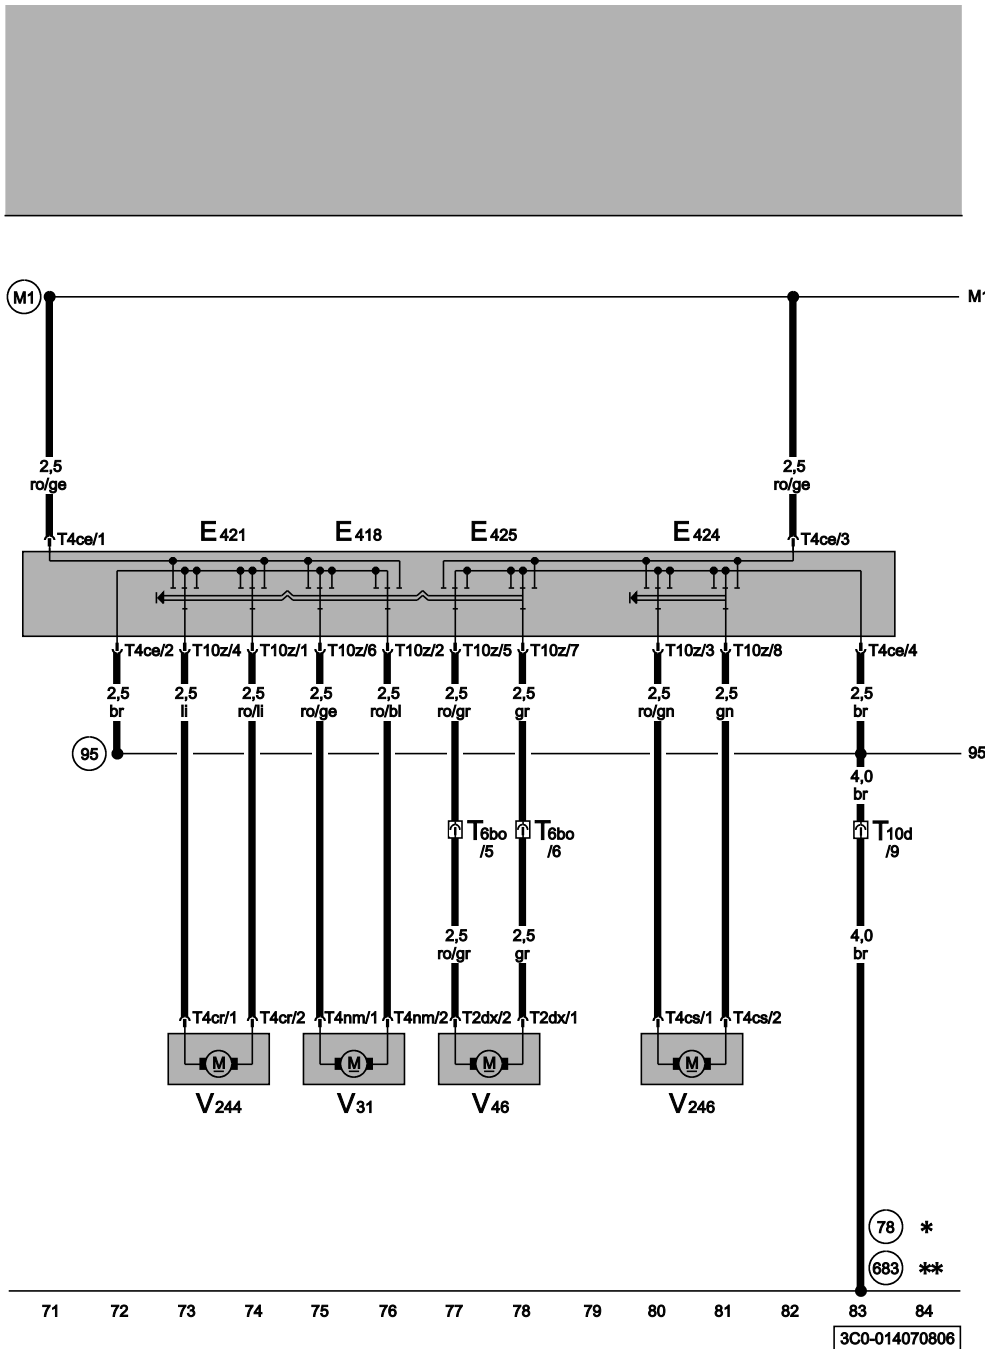 M1 M1
2,5 2,5
ro/ge ro/ge
T4ce/1 E421 E418 E425 E424 T4ce/3
T4ce/2 T10z/4 T10z/1 T10z/6 T10z/2 T10z/5 T10z/7 T10z/3 T10z/8 T4ce/4
2,5 2,5 2,5 2,5 2,5 2,5 2,5 2,5 2,5 2,5
br li ro/li ro/ge ro/bl ro/gr gr ro/gn gn br
95 95
4,0
br
T6bo T6bo T10d
/5 /6 /9
2,5 2,5 4,0
ro/gr gr br
T4cr/1 T4cr/2 T4nm/1 T4nm/2 T2dx/2 T2dx/1 T4cs/1 T4cs/2
M M M M
V244 V31 V46 V246
78 *
683 **
71 72 73 74 75 76 77 78 79 80 81 82 83 84
3C0-014070806